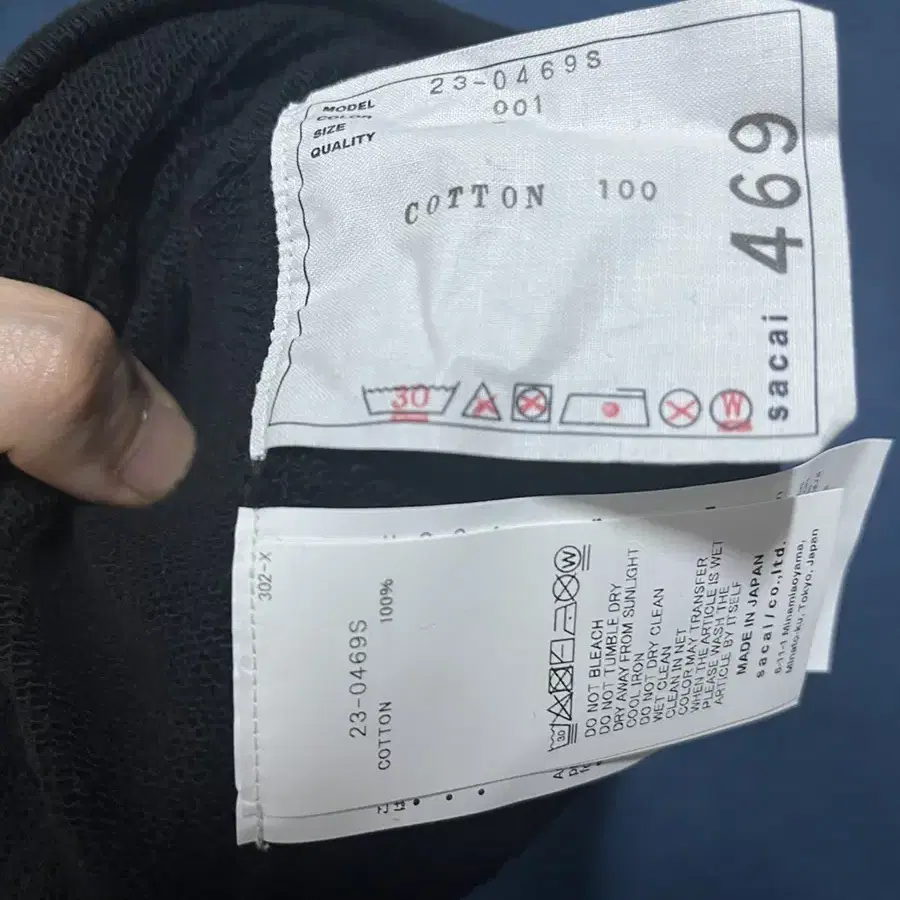 MODEL 23-0469S
COLOR 001
SIZE
QUALITY
COTTON 100
30
W
sacai 469
302-X
23-0469S
COTTON 100%
30
W
DO NOT BLEACH
DO NOT TUMBLE DRY
DRY AWAY FROM SUNLIGHT
COOL IRON
DO NOT DRY CLEAN
WET CLEAN
CLEAN IN NET
COLOR MAY TRANSFER
WHEN THE ARTICLE IS WET
PLEASE WASH THE
ARTICLE BY ITSELF
MADE IN JAPAN
sacai/co.,ltd.
6-11-1 Minamiaoyama,
Minato-ku, Tokyo, Japan